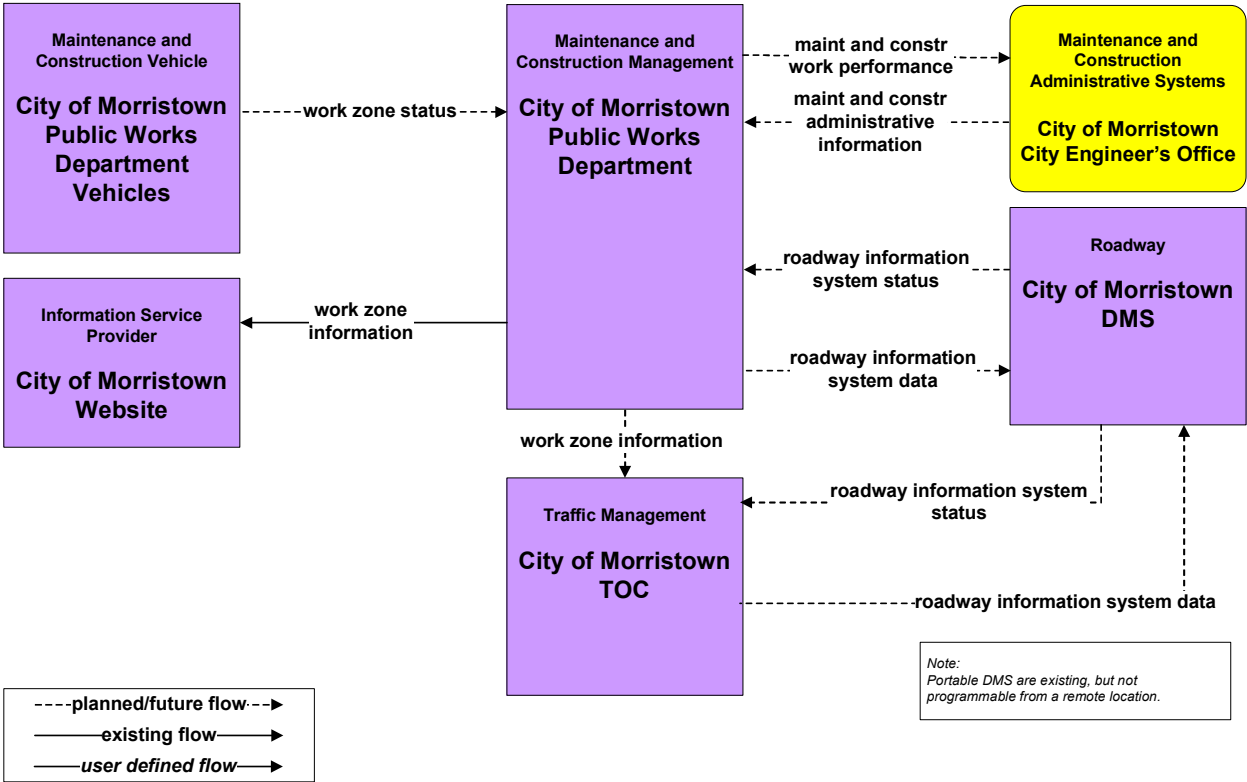 Maintenance and
Construction Vehicle
City of Morristown
Public Works
Department
Vehicles
work zone status
Maintenance and
Construction Management
City of Morristown
Public Works
Department
maint and constr
work performance
maint and constr
administrative
information
Maintenance and
Construction
Administrative Systems
City of Morristown
City Engineer’s Office
Information Service
Provider
City of Morristown
Website
work zone
information
roadway information
system status
roadway information
system data
Roadway
City of Morristown
DMS
work zone information
Traffic Management
City of Morristown
TOC
roadway information system
status
roadway information system data
Note:
Portable DMS are existing, but not
programmable from a remote location.
planned/future flow
existing flow
user defined flow